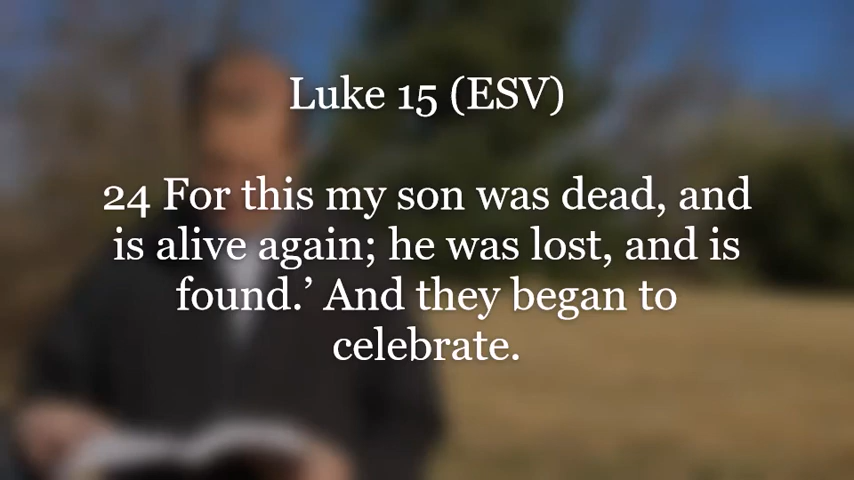 Luke 15 (ESV)
24 For this my son was dead, and
is alive again; he was lost, and is
found.’ And they began to
celebrate.